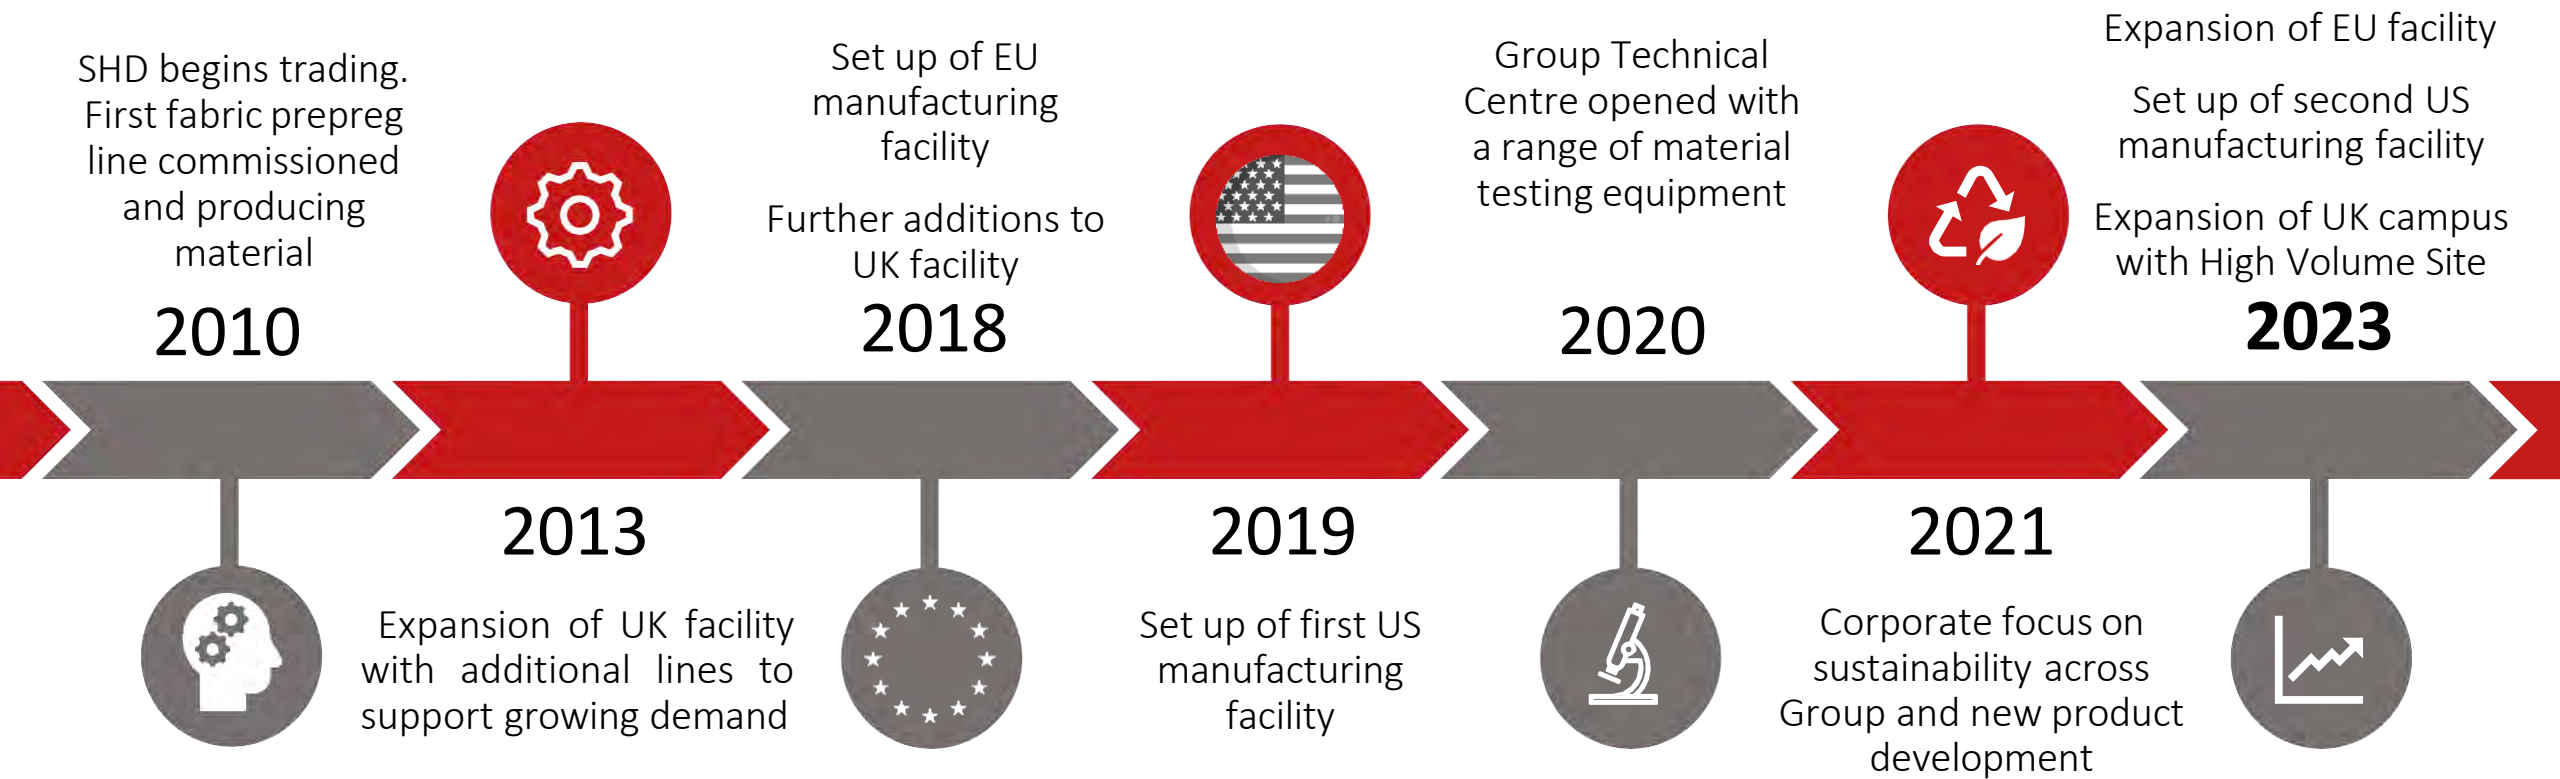 SHD begins trading.
First fabric prepreg
line commissioned
and producing
material
2010
2013
Expansion of UK facility
with additional lines to
support growing demand
Set up of EU
manufacturing
facility
Further additions to
UK facility
2018
2019
Set up of first US
manufacturing
facility
Group Technical
Centre opened with
a range of material
testing equipment
2020
2021
Corporate focus on
sustainability across
Group and new product
development
Expansion of EU facility
Set up of second US
manufacturing facility
Expansion of UK campus
with High Volume Site
2023